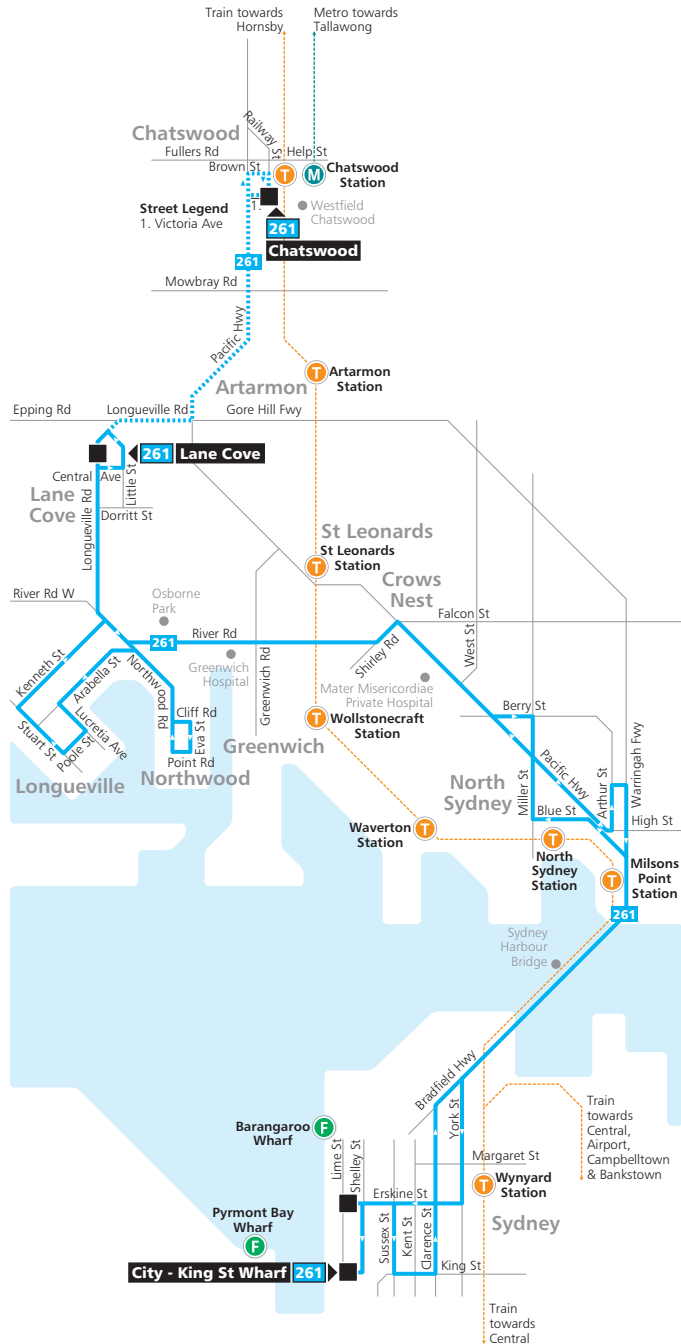 Train towards
Hornsby
Metro towards
Tallawong
Chatswood
Railway St
Fullers Rd
Help St
Brown St
T
M
Chatswood
Station
Street Legend
1. Victoria Ave
1.
Westfield
Chatswood
261
Chatswood
261
Mowbray Rd
Pacific Hwy
Artarmon
T
Artarmon
Station
Epping Rd
Longueville Rd
Gore Hill Fwy
261
Lane Cove
Central Ave
Little St
Lane
Cove
Longueville Rd
Dorritt St
St Leonards
St Leonards
Station
T
Crows
Nest
River Rd W
Osborne
Park
Falcon St
261
River Rd
Shirley Rd
West St
Kenneth St
Arabella St
Northwood Rd
Greenwich
Hospital
Greenwich Rd
Mater Misericordiae
Private Hospital
Lucretia Ave
Cliff Rd
Eva St
Berry St
Stuart St
Poole St
Point Rd
Greenwich
T
Wollstonecraft
Station
Longueville
Northwood
North
Sydney
Miller St
Pacific Hwy
Arthur St
Warringah Fwy
Blue St
High St
Waverton
Station
T
T
North
Sydney
Station
T
Milsons
Point
Station
261
Sydney
Harbour
Bridge
Bradfield Hwy
York St
Train
towards
Central,
Airport,
Campbelltown
& Bankstown
Barangaroo
Wharf
F
Lime St
Shelley St
Margaret St
T
Wynyard
Station
Erskine St
Pyrmont Bay
Wharf
F
Sussex St
Kent St
Clarence St
Sydney
City - King St Wharf
261
King St
Train
towards
Central